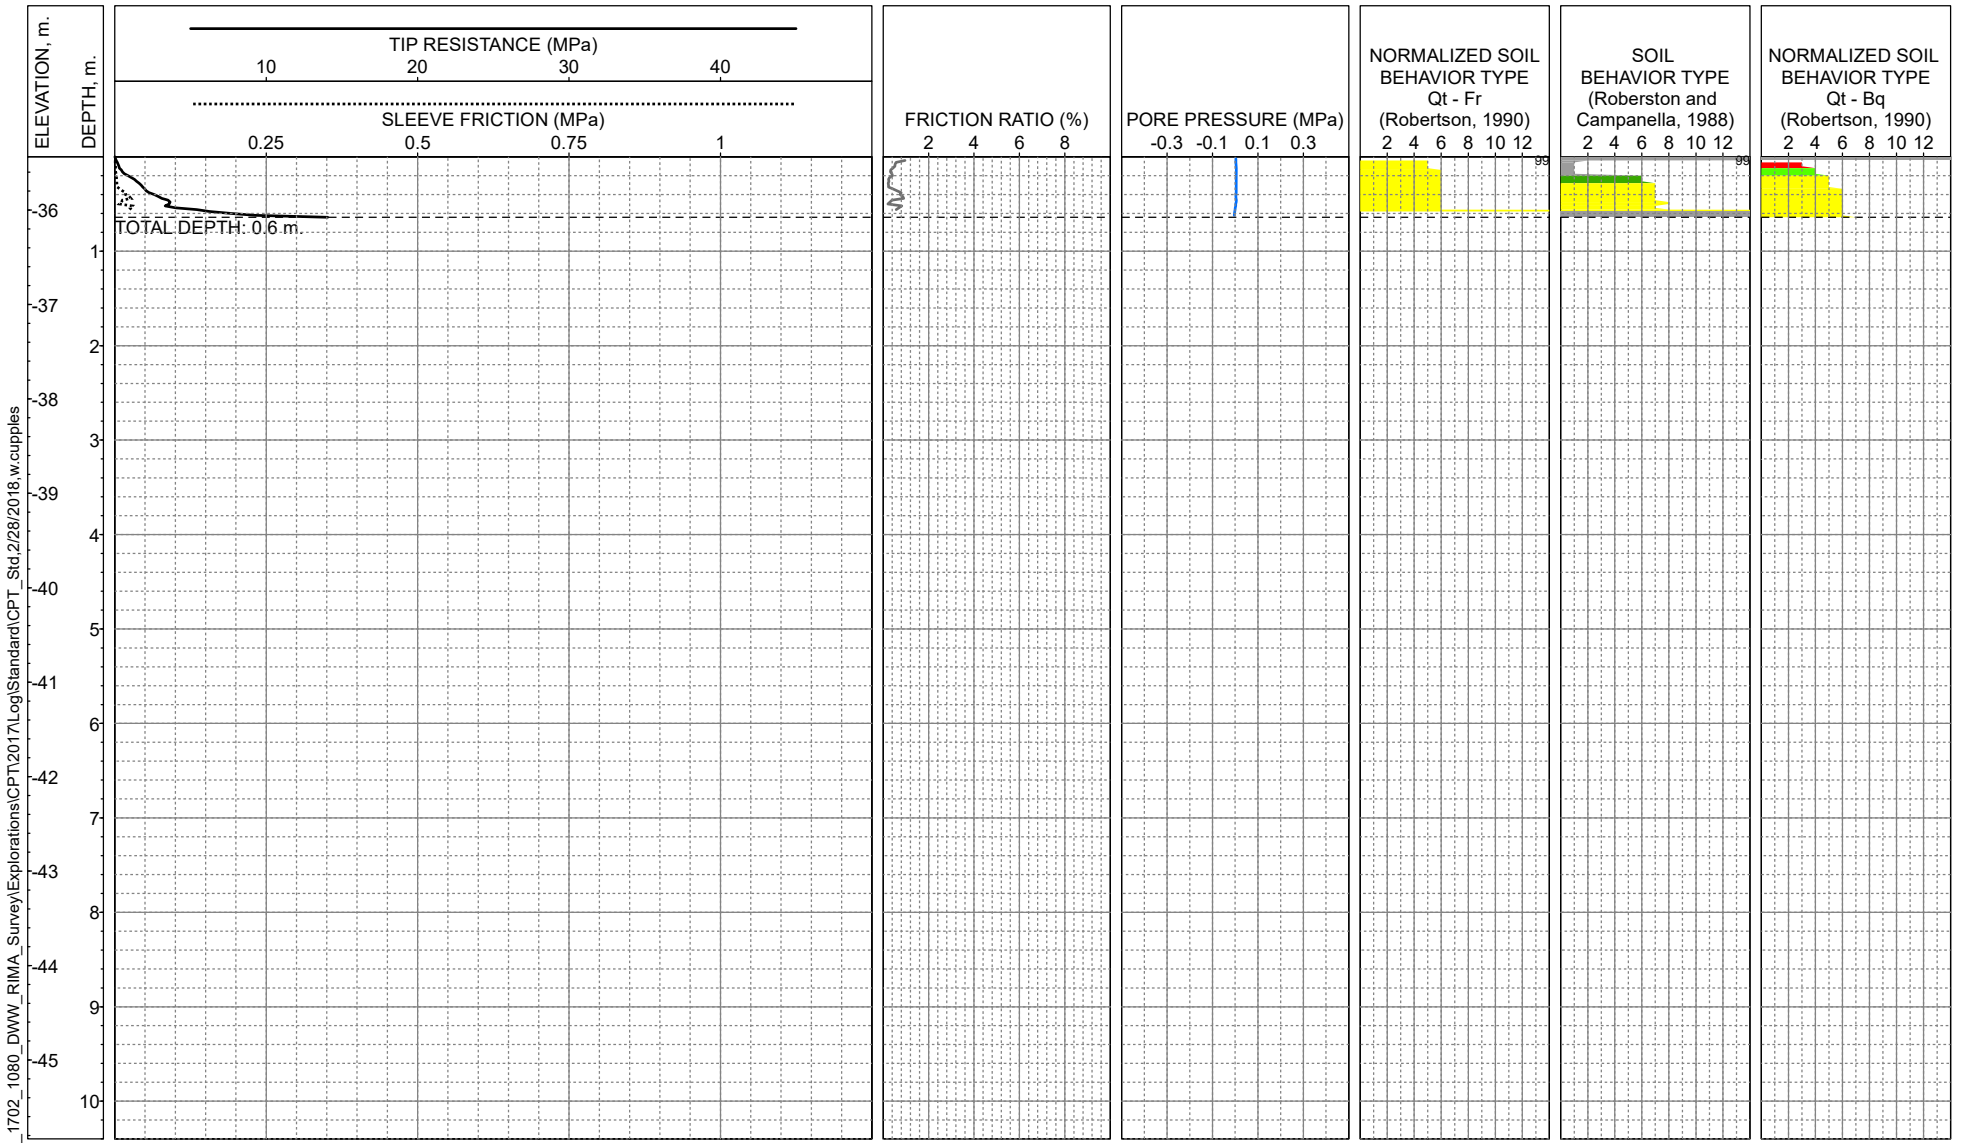 ELEVATION, m.
DEPTH, m.
TIP RESISTANCE (MPa)
10 20 30 40
SLEEVE FRICTION (MPa)
0.25 0.5 0.75 1
FRICTION RATIO (%)
2 4 6 8
PORE PRESSURE (MPa)
-0.3 -0.1 0.1 0.3
NORMALIZED SOIL
BEHAVIOR TYPE
Qt - Fr
(Robertson, 1990)
2 4 6 8 10 12
99
SOIL
BEHAVIOR TYPE
(Roberston and
Campanella, 1988)
2 4 6 8 10 12
99
NORMALIZED SOIL
BEHAVIOR TYPE
Qt - Bq
(Robertson, 1990)
2 4 6 8 10 12
TOTAL DEPTH: 0.6 m.
-36
-37
-38
-39
-40
-41
-42
-43
-44
-45
1
2
3
4
5
6
7
8
9
10
_1702_1080_DWW_RIMA_Survey\Explorations\CPT\2017\Log\Standard\CPT_Std,2/28/2018,w.cupples